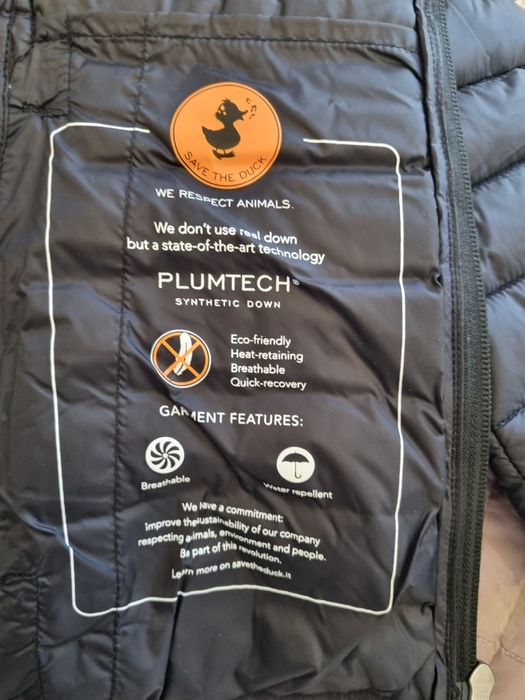 SAVE THE DUCK
WE RESPECT ANIMALS.
We don't use real down
but a state-of-the-art technology
PLUMTECH®
SYNTHETIC DOWN
Eco-friendly
Heat-retaining
Breathable
Quick-recovery
GARMENT FEATURES:
Breathable
Water repellent
We have a commitment:
Improve the sustainability of our company
respecting animals, environment and people.
Be part of this revolution.
Learn more on savetheduck.it